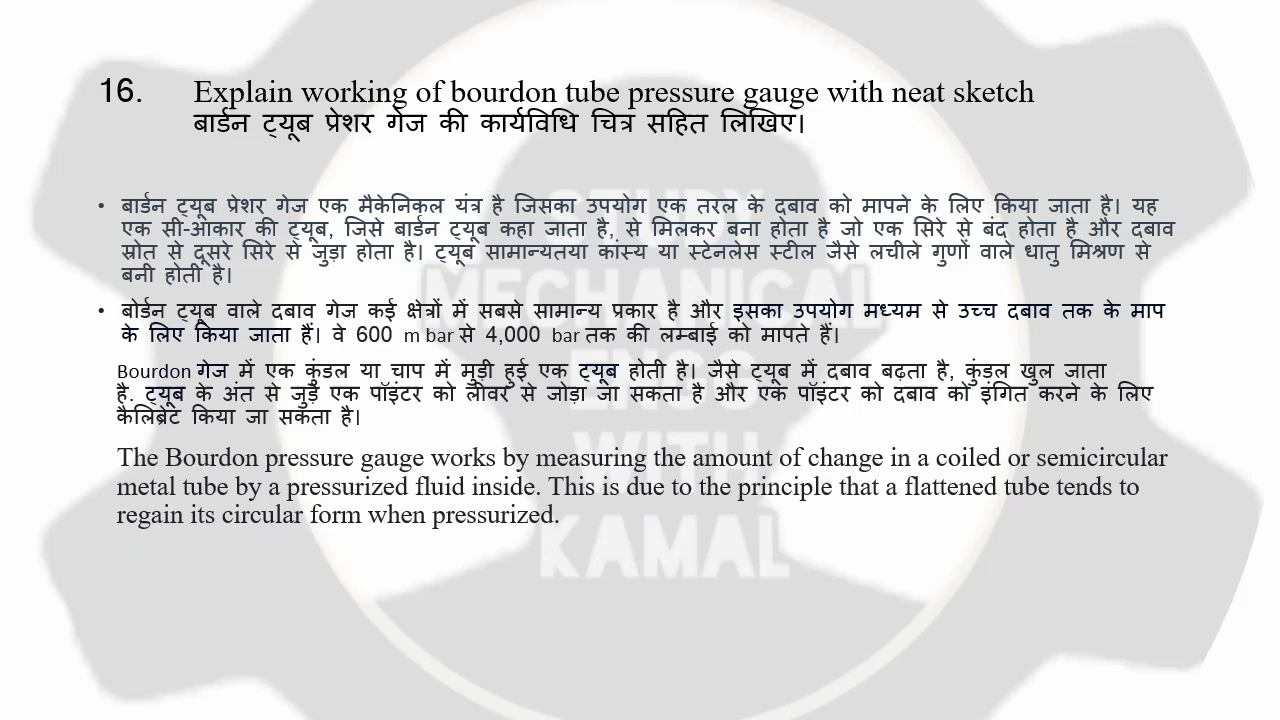 16. Explain working of bourdon tube pressure gauge with neat sketch
बार्डन ट्यूब प्रेशर गेज की कार्यविधि चित्र सहित लिखिए।
• बार्डन ट्यूब प्रेशर गेज एक मैकेनिकल यंत्र है जिसका उपयोग एक तरल के दबाव को मापने के लिए किया जाता है। यह
एक सी-आकार की ट्यूब, जिसे बार्डन ट्यूब कहा जाता है, से मिलकर बना होता है जो एक सिरे से बंद होता है और दबाव
स्रोत से दूसरे सिरे से जुड़ा होता है। ट्यूब सामान्यतया कांस्य या स्टेनलेस स्टील जैसे लचीले गुणों वाले धातु मिश्रण से
बनी होती है।
• बोर्डन ट्यूब वाले दबाव गेज कई क्षेत्रों में सबसे सामान्य प्रकार है और इसका उपयोग मध्यम से उच्च दबाव तक के माप
के लिए किया जाता हैं। वे 600 m bar से 4,000 bar तक की लम्बाई को मापते हैं।
Bourdon गेज में एक कुंडल या चाप में मुड़ी हुई एक ट्यूब होती है। जैसे ट्यूब में दबाव बढ़ता है, कुंडल खुल जाता
है. ट्यूब के अंत से जुड़े एक पॉइंटर को लीवर से जोड़ा जा सकता है और एक पॉइंटर को दबाव को इंगित करने के लिए
कैलिब्रेट किया जा सकता है।
The Bourdon pressure gauge works by measuring the amount of change in a coiled or semicircular
metal tube by a pressurized fluid inside. This is due to the principle that a flattened tube tends to
regain its circular form when pressurized.
STUDY
MECHANICAL
ENGG
WITH
KAMAL